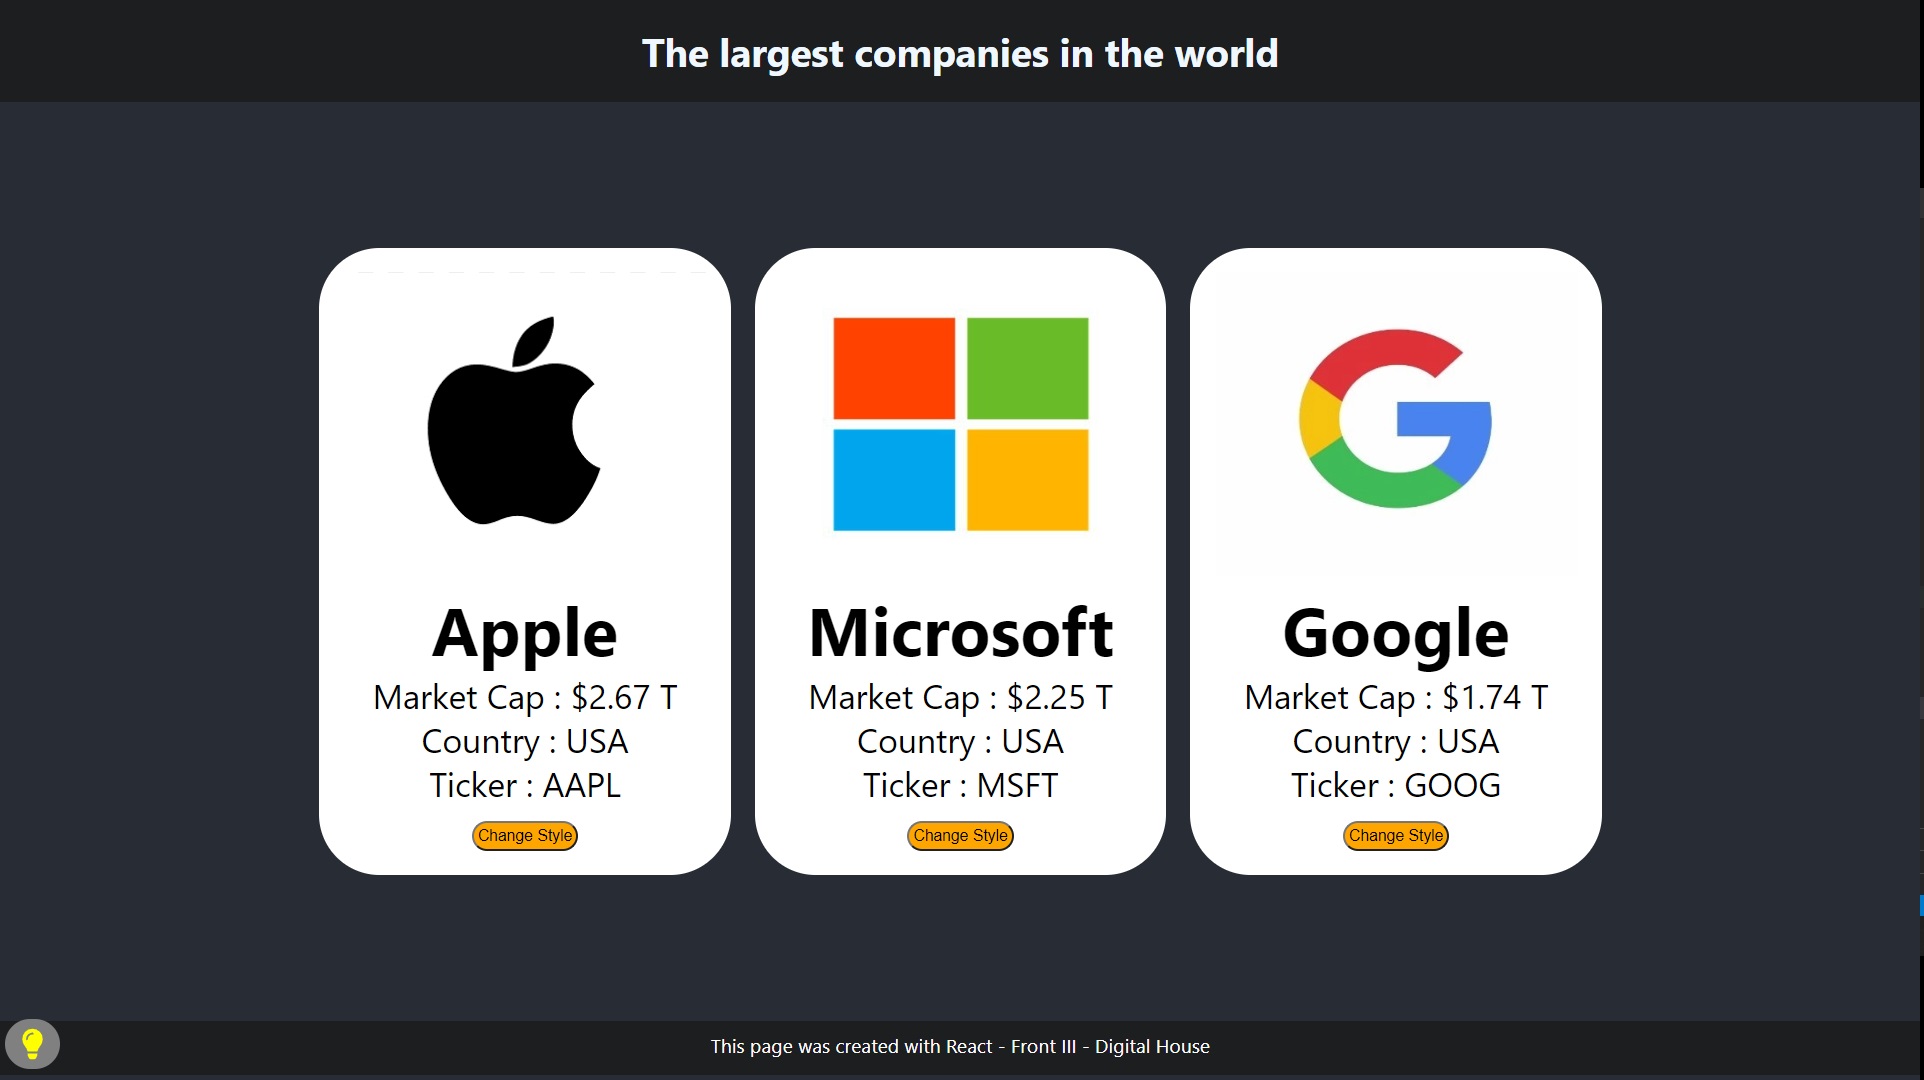 The largest companies in the world
Apple
Market Cap : $2.67 T
Country : USA
Ticker : AAPL
Change Style
Microsoft
Market Cap : $2.25 T
Country : USA
Ticker : MSFT
Change Style
Google
Market Cap : $1.74 T
Country : USA
Ticker : GOOG
Change Style
This page was created with React - Front III - Digital House